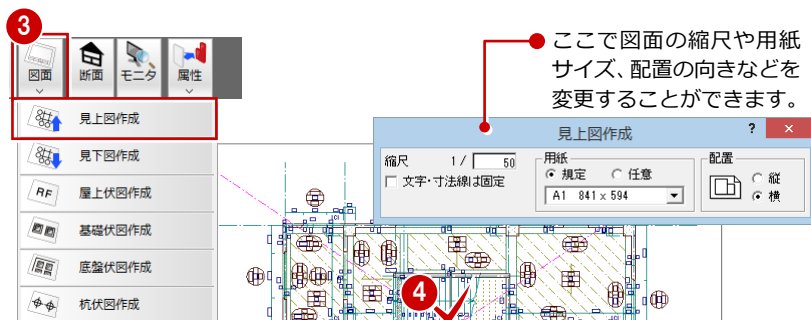 3
図面
断面
モニタ
属性
見上図作成
見下図作成
RF 屋上伏図作成
基礎伏図作成
底盤伏図作成
杭伏図作成
ここで図面の縮尺や用紙
サイズ、配置の向きなどを
変更することができます。
見上図作成 ? ×
縮尺 1 / 50
文字・寸法線は固定
用紙
規定 任意
A1 841 × 594
配置
縦
横
4